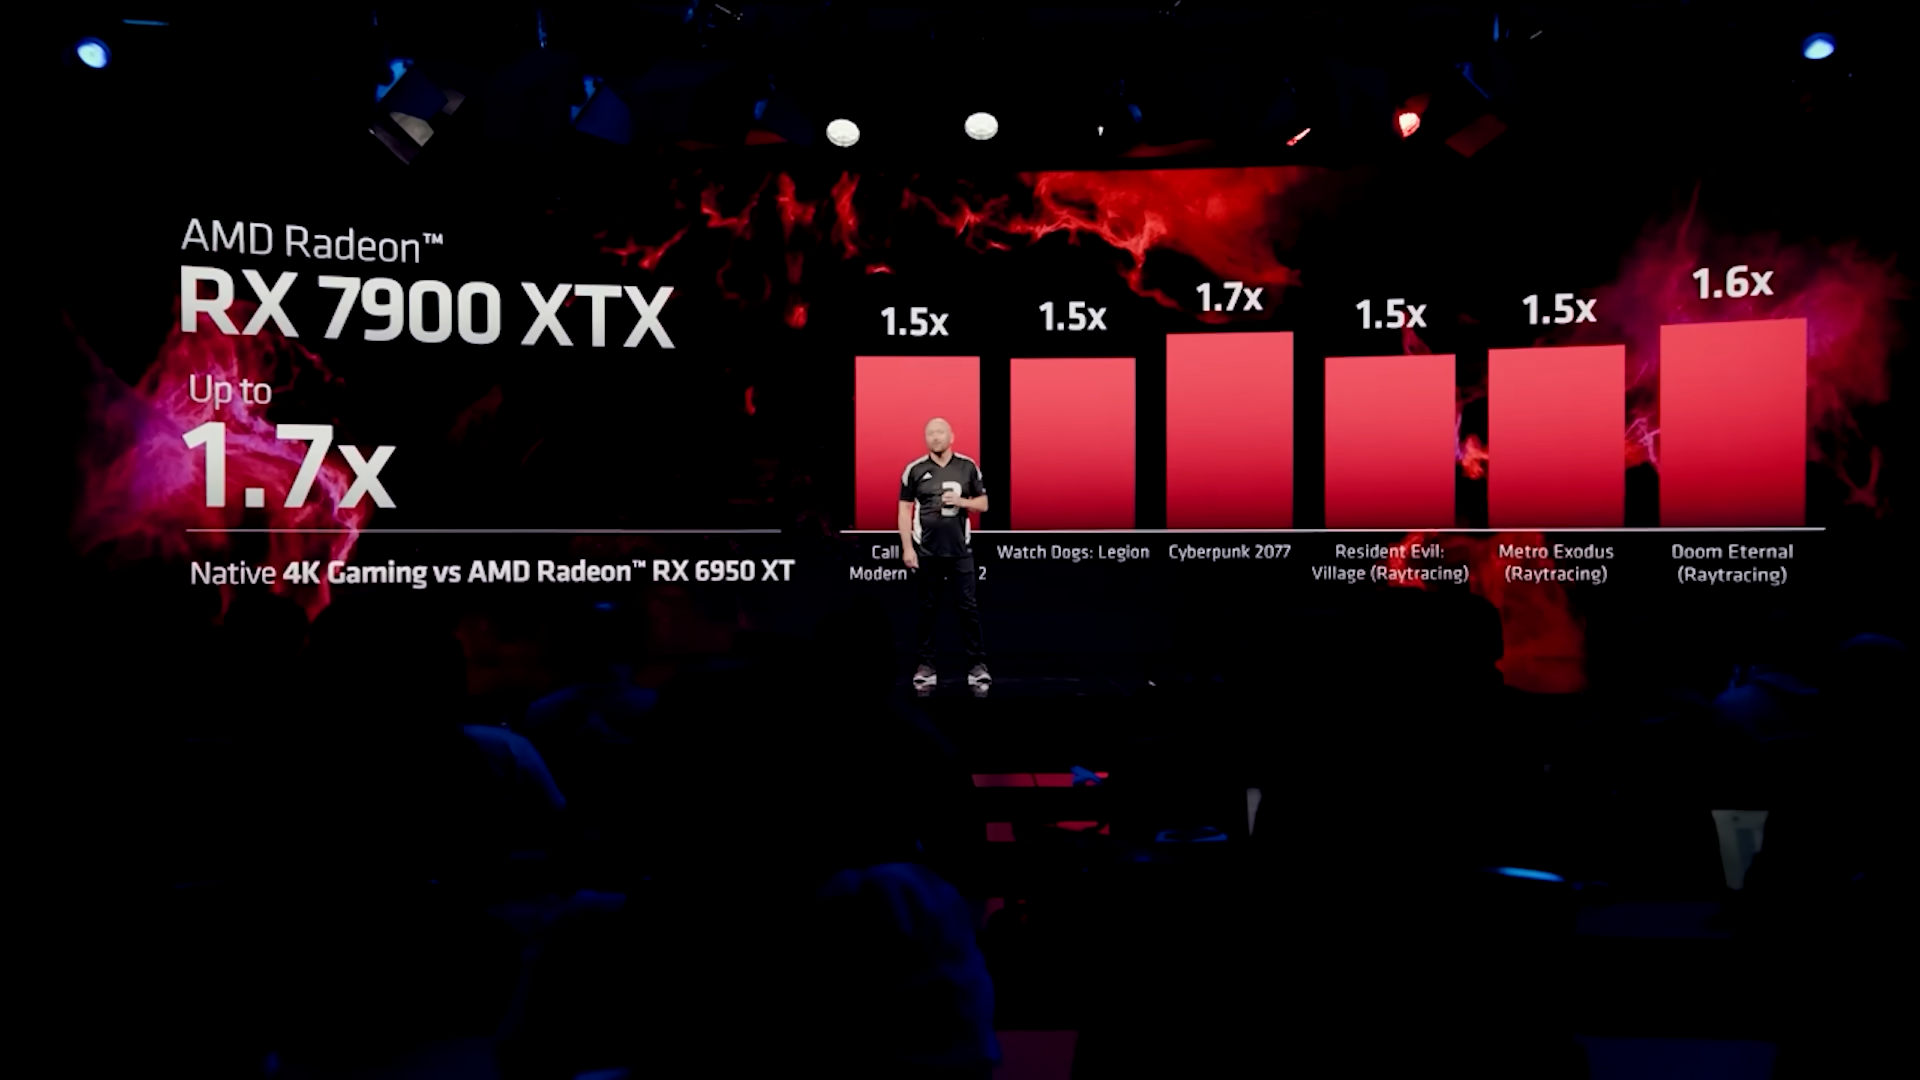 AMD Radeon™
RX 7900 XTX
Up to
1.7x
Native 4K Gaming vs AMD Radeon™ RX 6950 XT
1.5x
1.5x
1.7x
1.5x
1.5x
1.6x
Call
Modern 2
Watch Dogs: Legion
Cyberpunk 2077
Resident Evil:
Village (Raytracing)
Metro Exodus
(Raytracing)
Doom Eternal
(Raytracing)